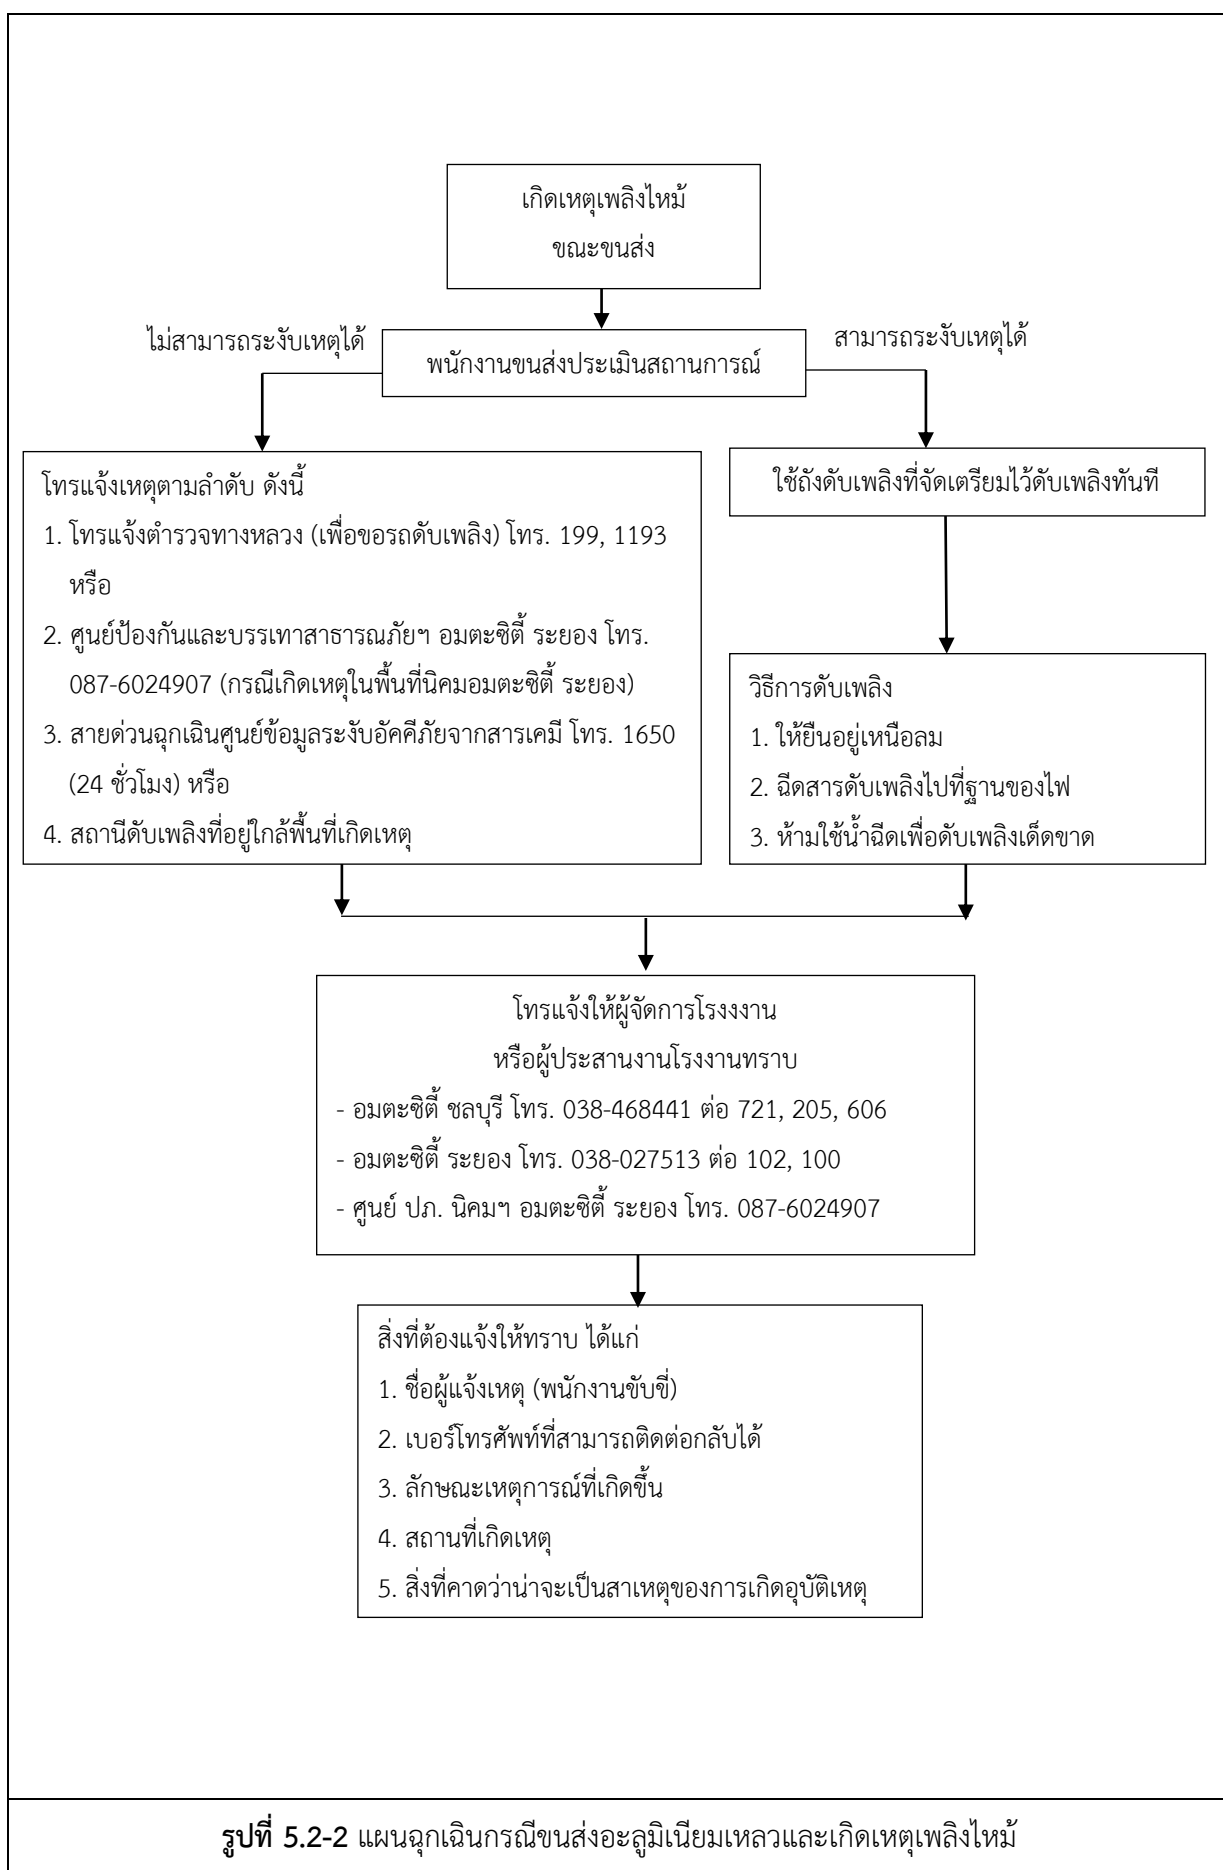 เกิดเหตุเพลิงไหม้
ขณะขนส่ง
ไม่สามารถระงับเหตุได้
สามารถระงับเหตุได้
พนักงานขนส่งประเมินสถานการณ์
โทรแจ้งเหตุตามลำดับ ดังนี้
1. โทรแจ้งตำรวจทางหลวง (เพื่อขอรถดับเพลิง) โทร. 199, 1193
หรือ
2. ศูนย์ป้องกันและบรรเทาสาธารณภัยฯ อมตะซิตี้ ระยอง โทร.
087-6024907 (กรณีเกิดเหตุในพื้นที่นิคมอมตะซิตี้ ระยอง)
3. สายด่วนฉุกเฉินศูนย์ข้อมูลระงับอัคคีภัยจากสารเคมี โทร. 1650
(24 ชั่วโมง) หรือ
4. สถานีดับเพลิงที่อยู่ใกล้พื้นที่เกิดเหตุ
ใช้ถังดับเพลิงที่จัดเตรียมไว้ดับเพลิงทันที
วิธีการดับเพลิง
1. ให้ยืนอยู่เหนือลม
2. ฉีดสารดับเพลิงไปที่ฐานของไฟ
3. ห้ามใช้น้ำฉีดเพื่อดับเพลิงเด็ดขาด
โทรแจ้งให้ผู้จัดการโรงงงาน
หรือผู้ประสานงานโรงงานทราบ
- อมตะซิตี้ ชลบุรี โทร. 038-468441 ต่อ 721, 205, 606
- อมตะซิตี้ ระยอง โทร. 038-027513 ต่อ 102, 100
- ศูนย์ ปภ. นิคมฯ อมตะซิตี้ ระยอง โทร. 087-6024907
สิ่งที่ต้องแจ้งให้ทราบ ได้แก่
1. ชื่อผู้แจ้งเหตุ (พนักงานขับขี่)
2. เบอร์โทรศัพท์ที่สามารถติดต่อกลับได้
3. ลักษณะเหตุการณ์ที่เกิดขึ้น
4. สถานที่เกิดเหตุ
5. สิ่งที่คาดว่าน่าจะเป็นสาเหตุของการเกิดอุบัติเหตุ
รูปที่ 5.2-2 แผนฉุกเฉินกรณีขนส่งอะลูมิเนียมเหลวและเกิดเหตุเพลิงไหม้